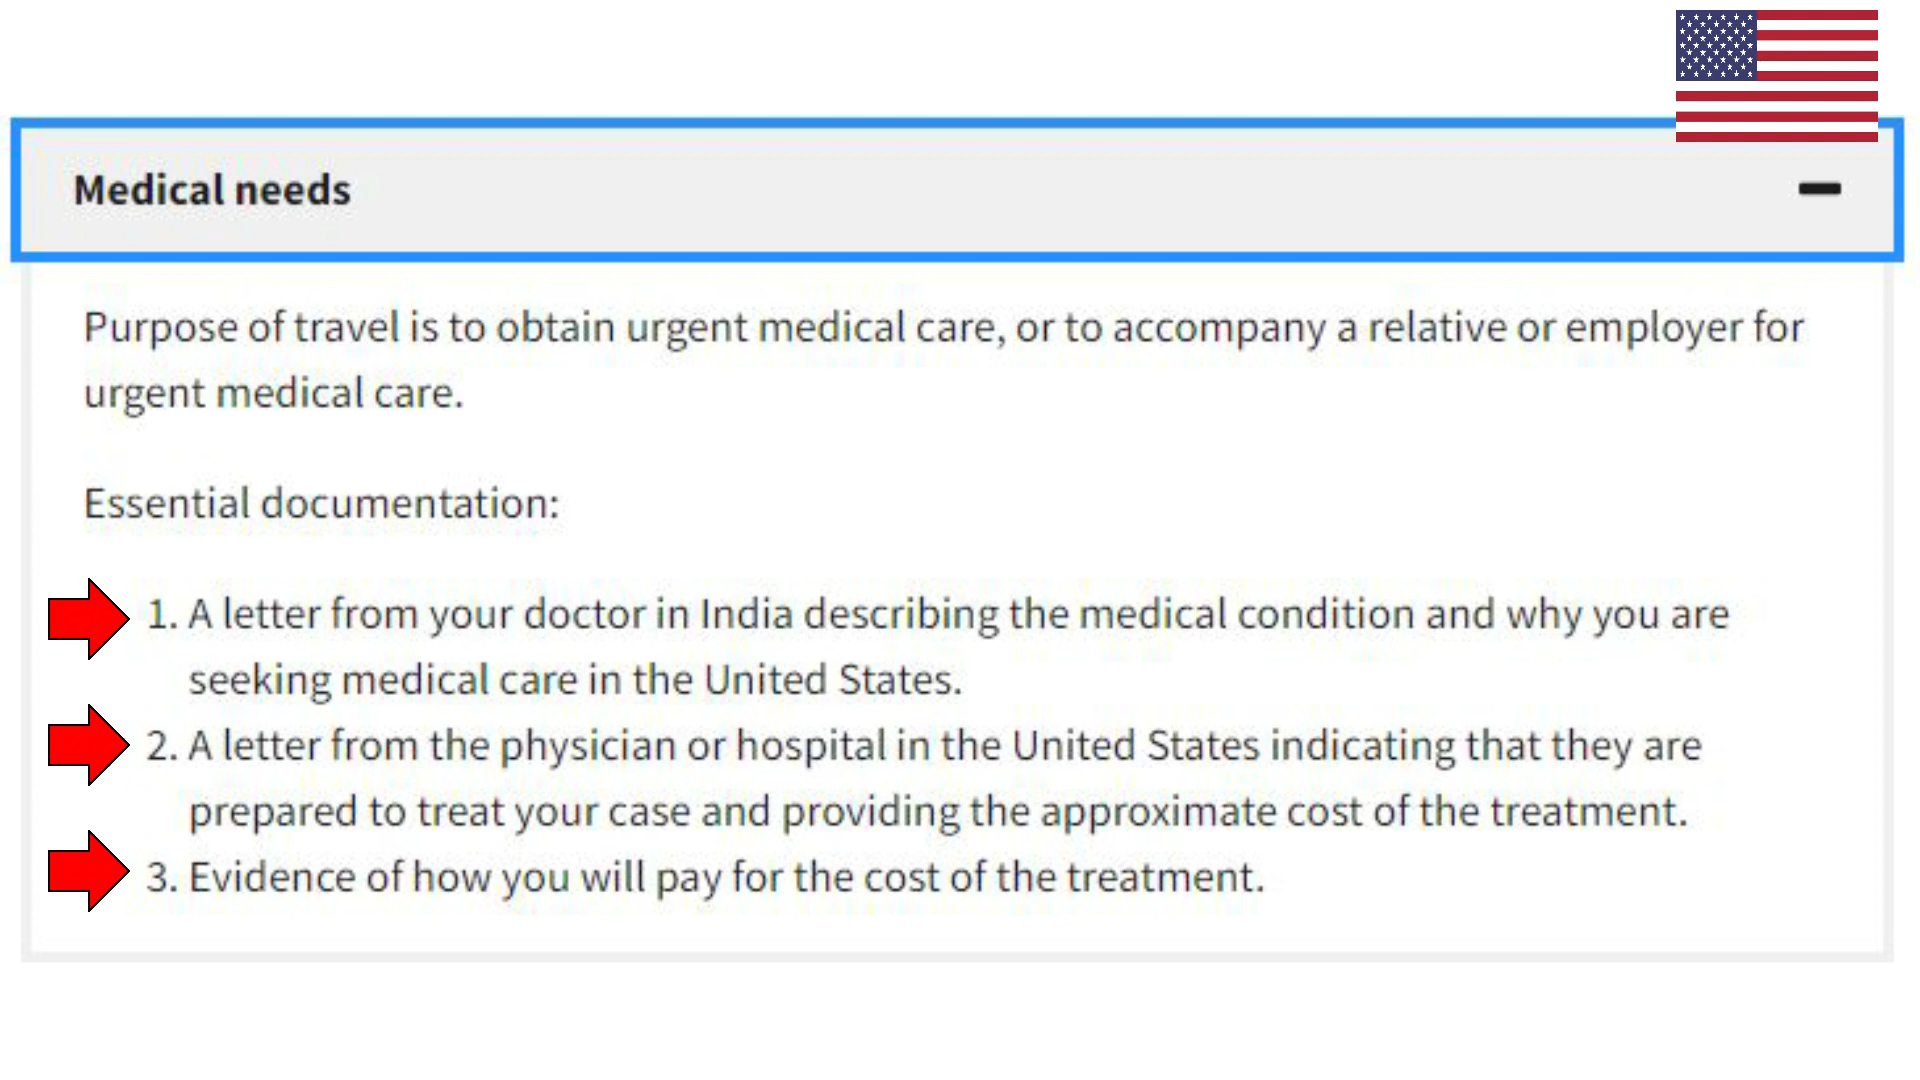 Medical needs
Purpose of travel is to obtain urgent medical care, or to accompany a relative or employer for
urgent medical care.
Essential documentation:
1. A letter from your doctor in India describing the medical condition and why you are
seeking medical care in the United States.
2. A letter from the physician or hospital in the United States indicating that they are
prepared to treat your case and providing the approximate cost of the treatment.
3. Evidence of how you will pay for the cost of the treatment.